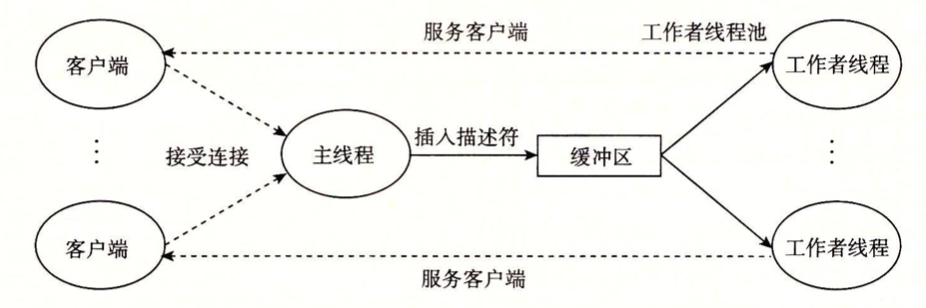 服务客户端
工作者线程池
客户端
工作者线程
接受连接
主线程
插入描述符
缓冲区
客户端
工作者线程
服务客户端